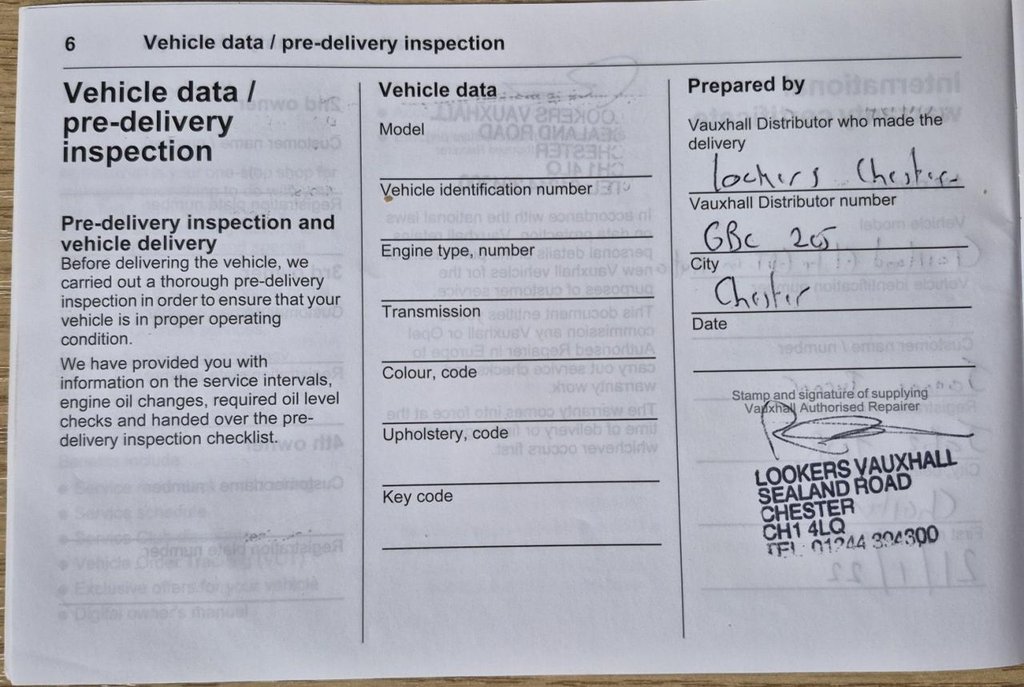 6 Vehicle data / pre-delivery inspection
Vehicle data /
pre-delivery
inspection
Pre-delivery inspection and
vehicle delivery
Before delivering the vehicle, we
carried out a thorough pre-delivery
inspection in order to ensure that your
vehicle is in proper operating
condition.
We have provided you with
information on the service intervals,
engine oil changes, required oil level
checks and handed over the pre-
delivery inspection checklist.
Vehicle data
Model
Vehicle identification number
Engine type, number
Transmission
Colour, code
Upholstery, code
Key code
Prepared by
Vauxhall Distributor who made the
delivery
Lookers Chester
Vauxhall Distributor number
GBC 205
City
Chester
Date
Stamp and signature of supplying
Vauxhall Authorised Repairer
LOOKERS VAUXHALL
SEALAND ROAD
CHESTER
CH1 4LQ
TEL: 01244 394300